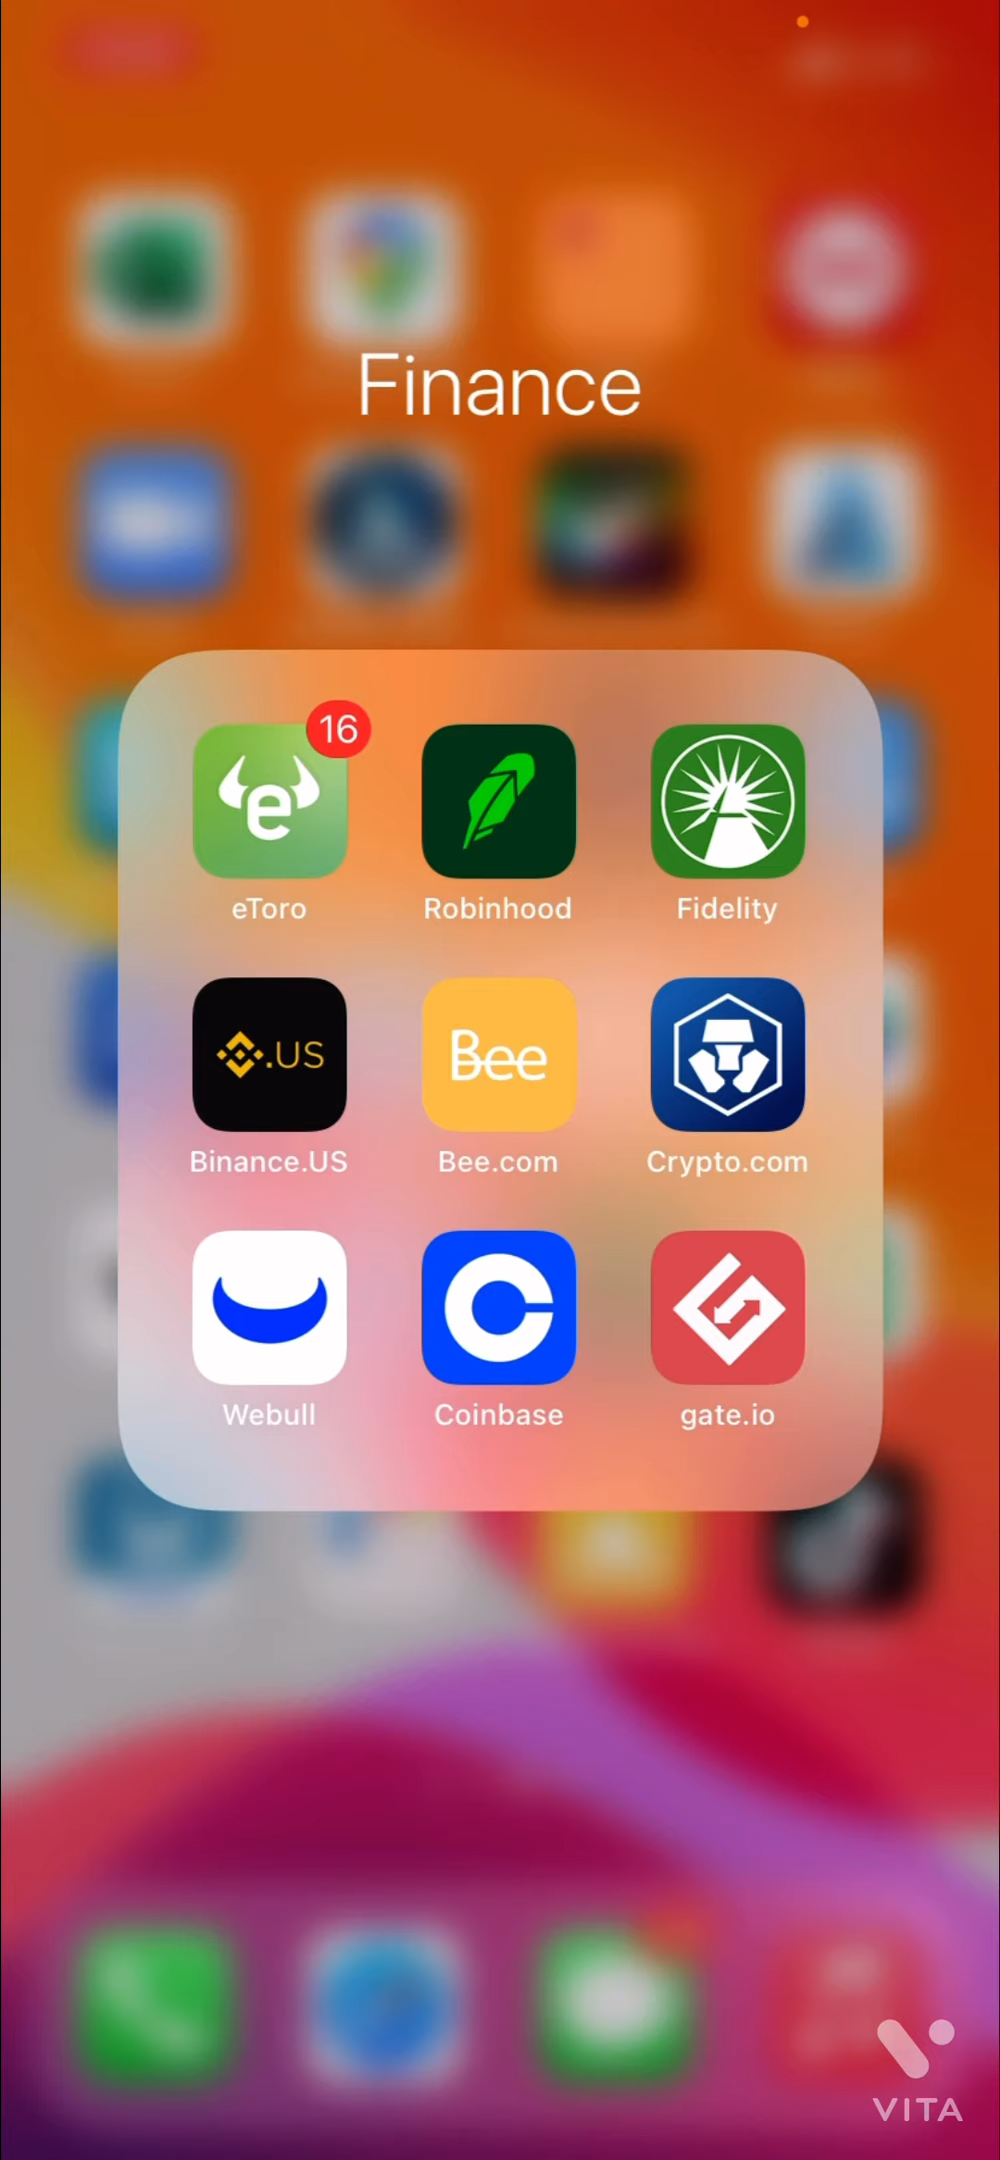 Finance
16
e
eToro
Robinhood
Fidelity
.US
Bee
Binance.US
Bee.com
Crypto.com
Webull
Coinbase
gate.io
VITA